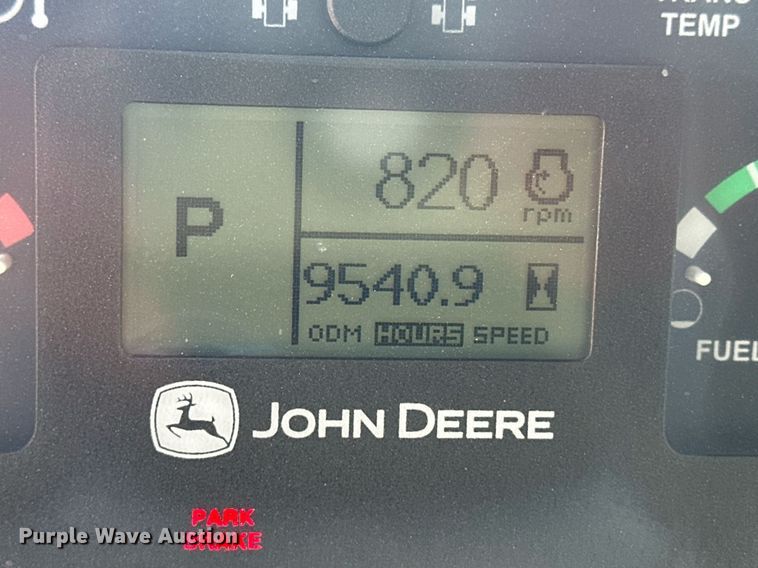 TEMP
P
820
rpm
9540.9
ODM HOURS SPEED
FUEL
JOHN DEERE
PARK
BRAKE
Purple Wave Auction